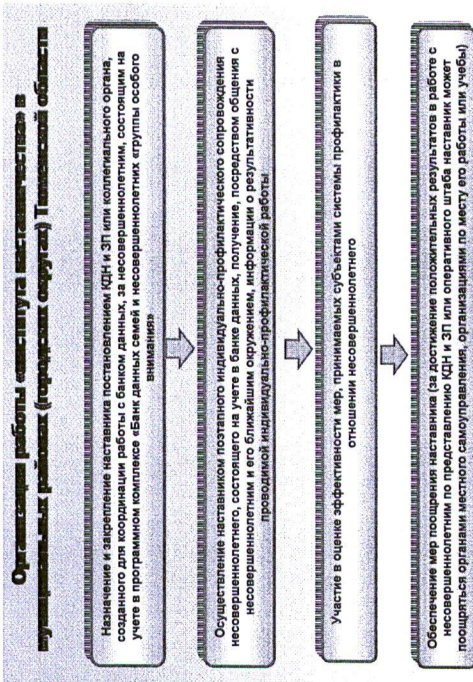 Организация работы «института наставничества» в
муниципальных районах (городских округах) Тюменской области
Назначение и закрепление наставника постановлением КДН и ЗП или коллегиального органа,
созданного для координации работы с банком данных, за несовершеннолетним, состоящим на
учете в программном комплексе «Банк данных семей и несовершеннолетних «группы особого
внимания»
Осуществление наставником поэтапного индивидуально-профилактического сопровождения
несовершеннолетнего, состоящего на учете в банке данных, получение, посредством общения с
несовершеннолетним и его ближайшим окружением, информации о результативности
проводимой индивидуально-профилактической работы
Участие в оценке эффективности мер, принимаемых субъектами системы профилактики в
отношении несовершеннолетнего
Обеспечение мер поощрения наставника (за достижение положительных результатов в работе с
несовершеннолетним по представлению КДН и ЗП или оперативного штаба наставник может
поощряться органами местного самоуправления, организациями по месту его работы или учебы)